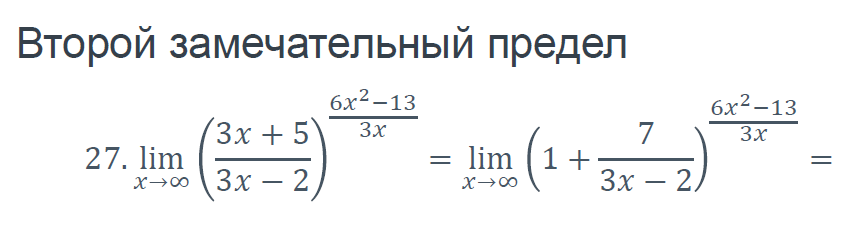 Второй замечательный предел
27. lim_{x→∞} ((3x + 5)/(3x − 2))^{(6x² − 13)/(3x)} = lim_{x→∞} (1 + 7/(3x − 2))^{(6x² − 13)/(3x)} =